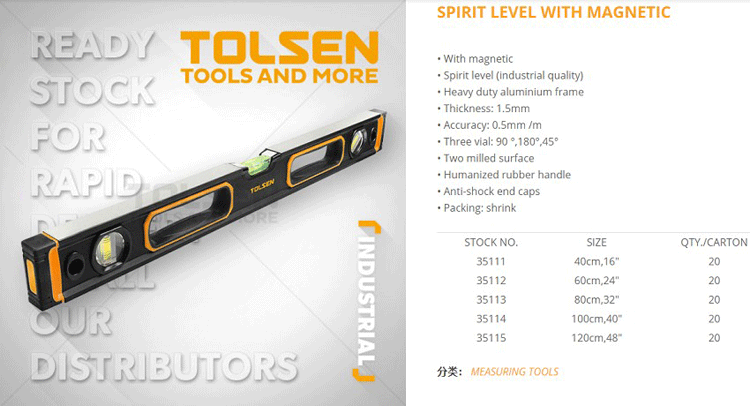 READY
STOCK
FOR
RAPID
OUR
DISTRIBUTORS
TOLSEN
TOOLS AND MORE
TOLSEN
INDUSTRIAL
SPIRIT LEVEL WITH MAGNETIC
• With magnetic
• Spirit level (industrial quality)
• Heavy duty aluminium frame
• Thickness: 1.5mm
• Accuracy: 0.5mm /m
• Three vial: 90 °,180°,45°
• Two milled surface
• Humanized rubber handle
• Anti-shock end caps
• Packing: shrink
STOCK NO. SIZE QTY./CARTON
35111 40cm,16" 20
35112 60cm,24" 20
35113 80cm,32" 20
35114 100cm,40" 20
35115 120cm,48" 20
分类： MEASURING TOOLS